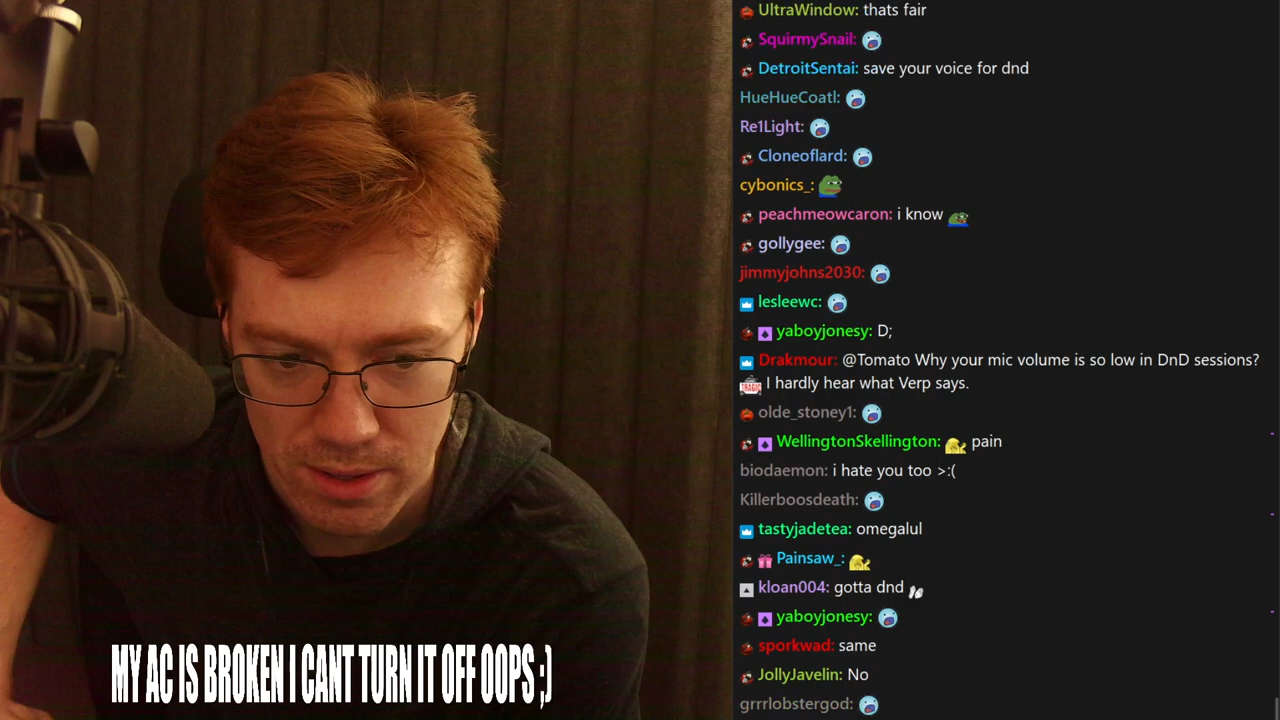 UltraWindow: thats fair
SquirmySnail:
DetroitSentai: save your voice for dnd
HueHueCoatl:
Re1Light:
Cloneoflard:
cybonics_:
peachmeowcaron: i know
gollygee:
jimmyjohns2030:
lesleewc:
yaboyjonesy: D;
Drakmour: @Tomato Why your mic volume is so low in DnD sessions?
TRAGIC I hardly hear what Verp says.
olde_stoney1:
WellingtonSkellington: pain
biodaemon: i hate you too >:(
Killerboosdeath:
tastyjadetea: omegalul
Painsaw_:
kloan004: gotta dnd
yaboyjonesy:
sporkwad: same
JollyJavelin: No
grrrlobstergod:
MY AC IS BROKEN I CANT TURN IT OFF OOPS ;)